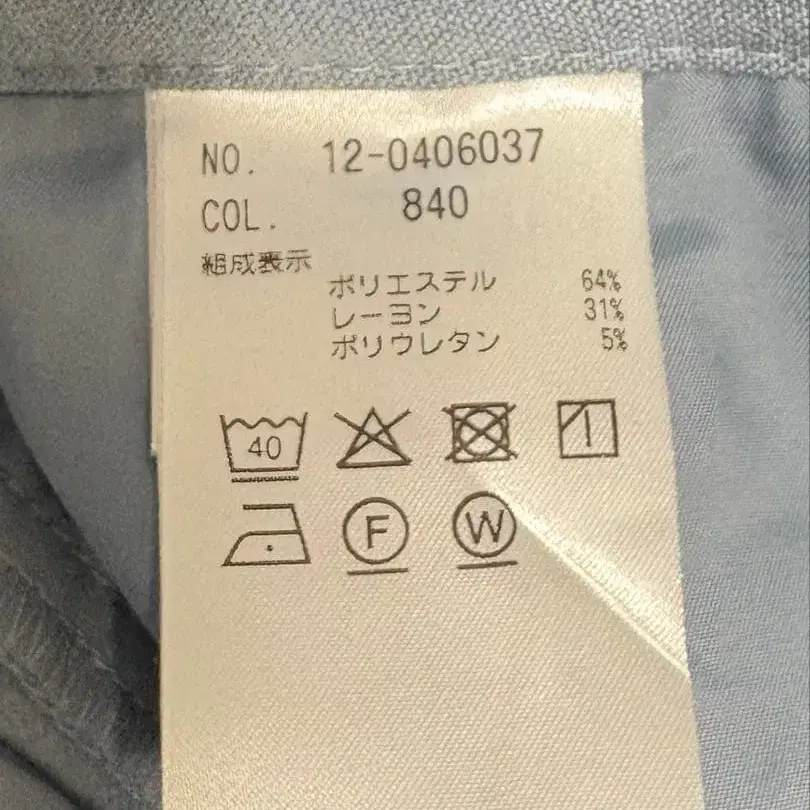 NO. 12-0406037
COL. 840
組成表示
ポリエステル 64%
レーヨン 31%
ポリウレタン 5%
40
F W